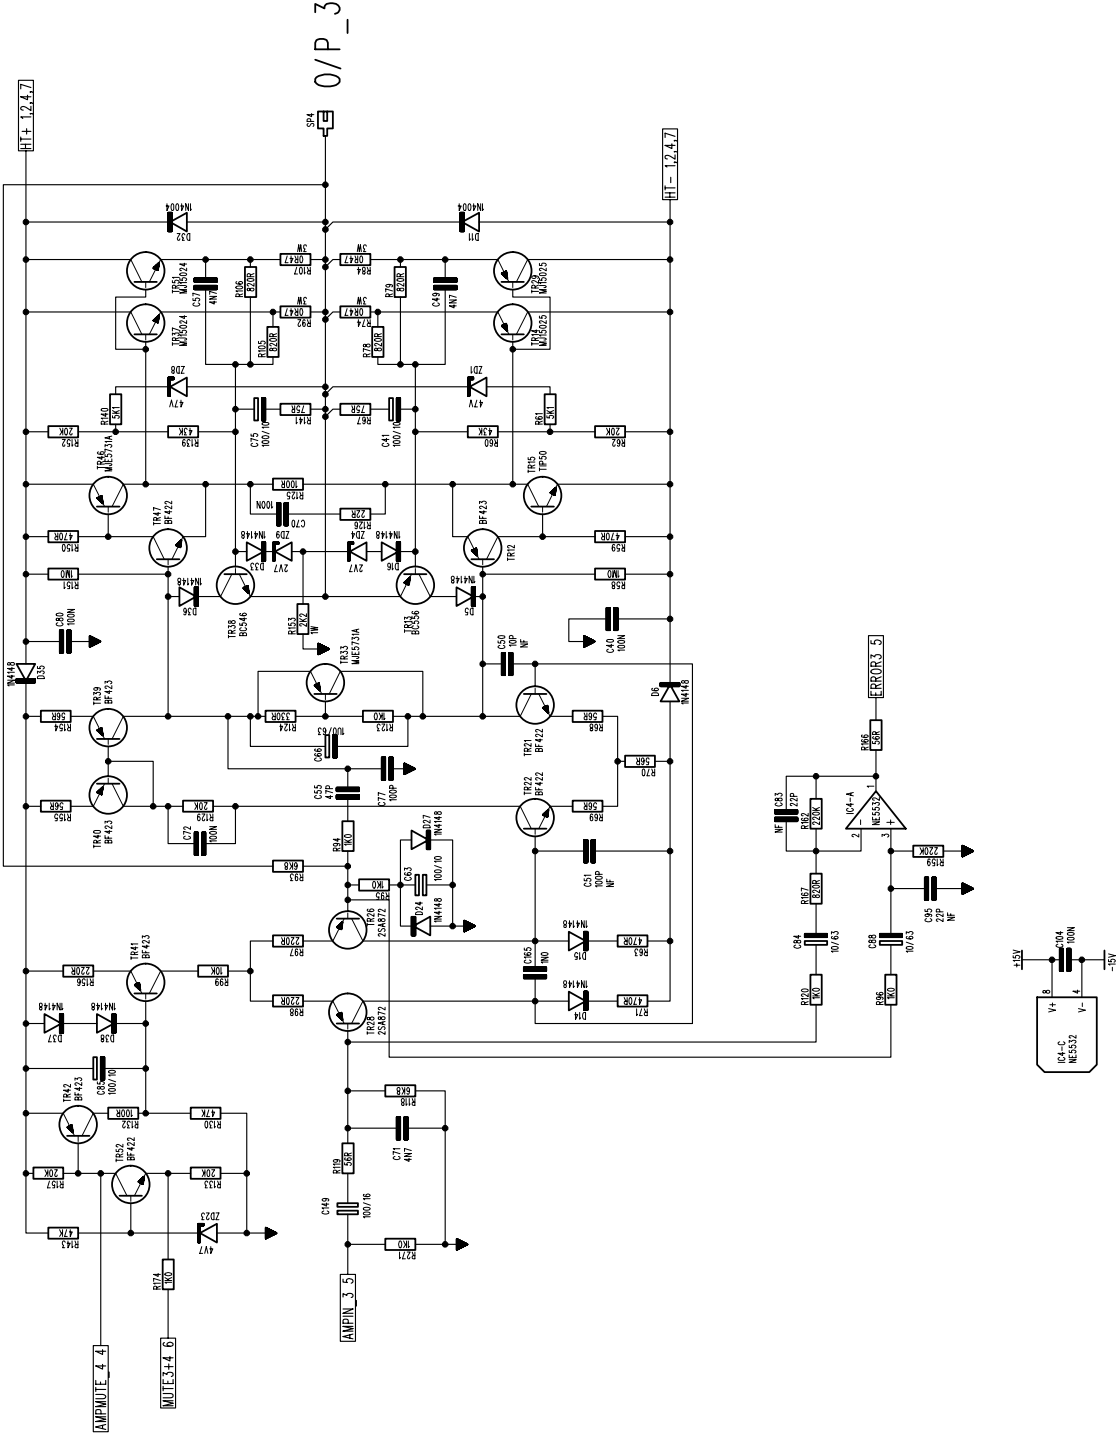 HT+ 1,2,4,7
O/P_3
SP4
HT- 1,2,4,7
1N4004
D32
1N4004
D11
TR51
MJ15024
C57
4N7
R106
820R
3W
0R47
R107
3W
0R47
R84
R79
820R
C49
4N7
TR29
MJ15025
TR37
MJ15024
R105
820R
3W
0R47
R92
3W
0R47
R74
R78
820R
TR14
MJ15025
ZD8
47V
ZD1
47V
R140
5K1
R61
5K1
20K
R152
43K
R139
C75
100/10
75R
R141
75R
R67
C41
100/10
43K
R60
20K
R62
TR46
MJE5731A
TR15
TIP50
100R
R125
100N
C70
22R
R126
TR47
BF422
BF423
TR12
470R
R150
470R
R59
1N4148
D33
ZD9
2V7
ZD4
2V7
1N4148
D16
1M0
R151
1M0
R58
1N4148
D36
TR38
BC546
R153
2K2
1W
TR13
BC556
1N4148
D5
C80
100N
C40
100N
1N4148
D35
TR33
MJE5731A
C50
10P
NF
D6
1N4148
56R
R154
TR39
BF423
330R
R124
1K0
R123
C66
100/63
TR21
BF422
56R
R68
56R
R70
C55
47P
C77
100P
56R
R155
TR40
BF423
20K
R129
C72
100N
TR22
BF422
56R
R69
R94
1K0
D27
1N4148
6K8
R93
1K0
R95
C63
100/10
D24
1N4148
C51
100P
NF
TR26
2SA872
TR41
BF423
220R
R156
10K
R99
220R
R97
220R
R98
C165
1N0
1N4148
D15
470R
R63
1N4148
D14
470R
R71
TR28
2SA872
1N4148
D37
1N4148
D38
C85
100/10
TR42
BF423
100R
R132
47K
R130
TR52
BF422
20K
R157
20K
R133
47K
R143
ZD23
4V7
R174
1K0
6K8
R118
C71
4N7
R119
56R
C149
100/16
1K0
R271
AMPIN_3 5
AMPMUTE_4 4
MUTE3+4 6
ERROR3 5
R166
56R
C83
22P
NF
R162
220K
IC4-A
NE5532
1
2
3
-
+
220K
R159
R167
820R
C95
22P
NF
C84
10/63
C88
10/63
R120
1K0
R96
1K0
+15V
C104
100N
-15V
8
V+
4
V-
IC4-C
NE5532